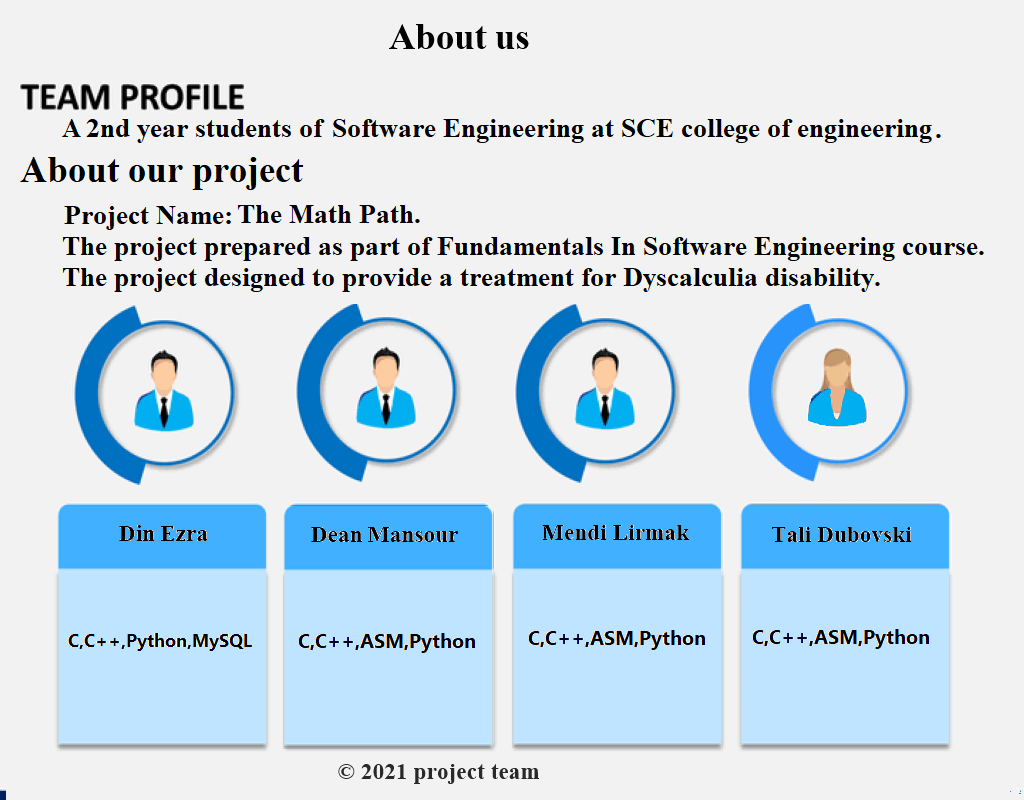 About us
TEAM PROFILE
A 2nd year students of Software Engineering at SCE college of engineering.
About our project
Project Name: The Math Path.
The project prepared as part of Fundamentals In Software Engineering course.
The project designed to provide a treatment for Dyscalculia disability.
Din Ezra
Dean Mansour
Mendi Lirmak
Tali Dubovski
C,C++,Python,MySQL
C,C++,ASM,Python
C,C++,ASM,Python
C,C++,ASM,Python
© 2021 project team